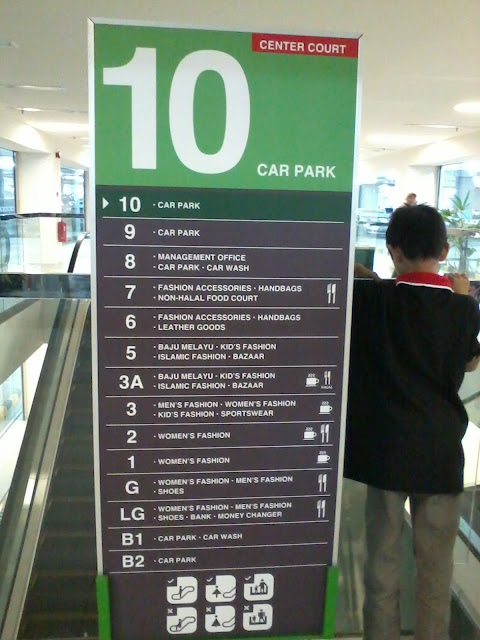 CENTER COURT
10
CAR PARK
10 · CAR PARK
9 · CAR PARK
8 · MANAGEMENT OFFICE
· CAR PARK · CAR WASH
7 · FASHION ACCESSORIES · HANDBAGS
· NON-HALAL FOOD COURT
6 · FASHION ACCESSORIES · HANDBAGS
· LEATHER GOODS
5 · BAJU MELAYU · KID'S FASHION
· ISLAMIC FASHION · BAZAAR
3A · BAJU MELAYU · KID'S FASHION
· ISLAMIC FASHION · BAZAAR
3 · MEN'S FASHION · WOMEN'S FASHION
· KID'S FASHION · SPORTSWEAR
2 · WOMEN'S FASHION
1 · WOMEN'S FASHION
G · WOMEN'S FASHION · MEN'S FASHION
· SHOES
LG · WOMEN'S FASHION · MEN'S FASHION
· SHOES · BANK · MONEY CHANGER
B1 · CAR PARK · CAR WASH
B2 · CAR PARK